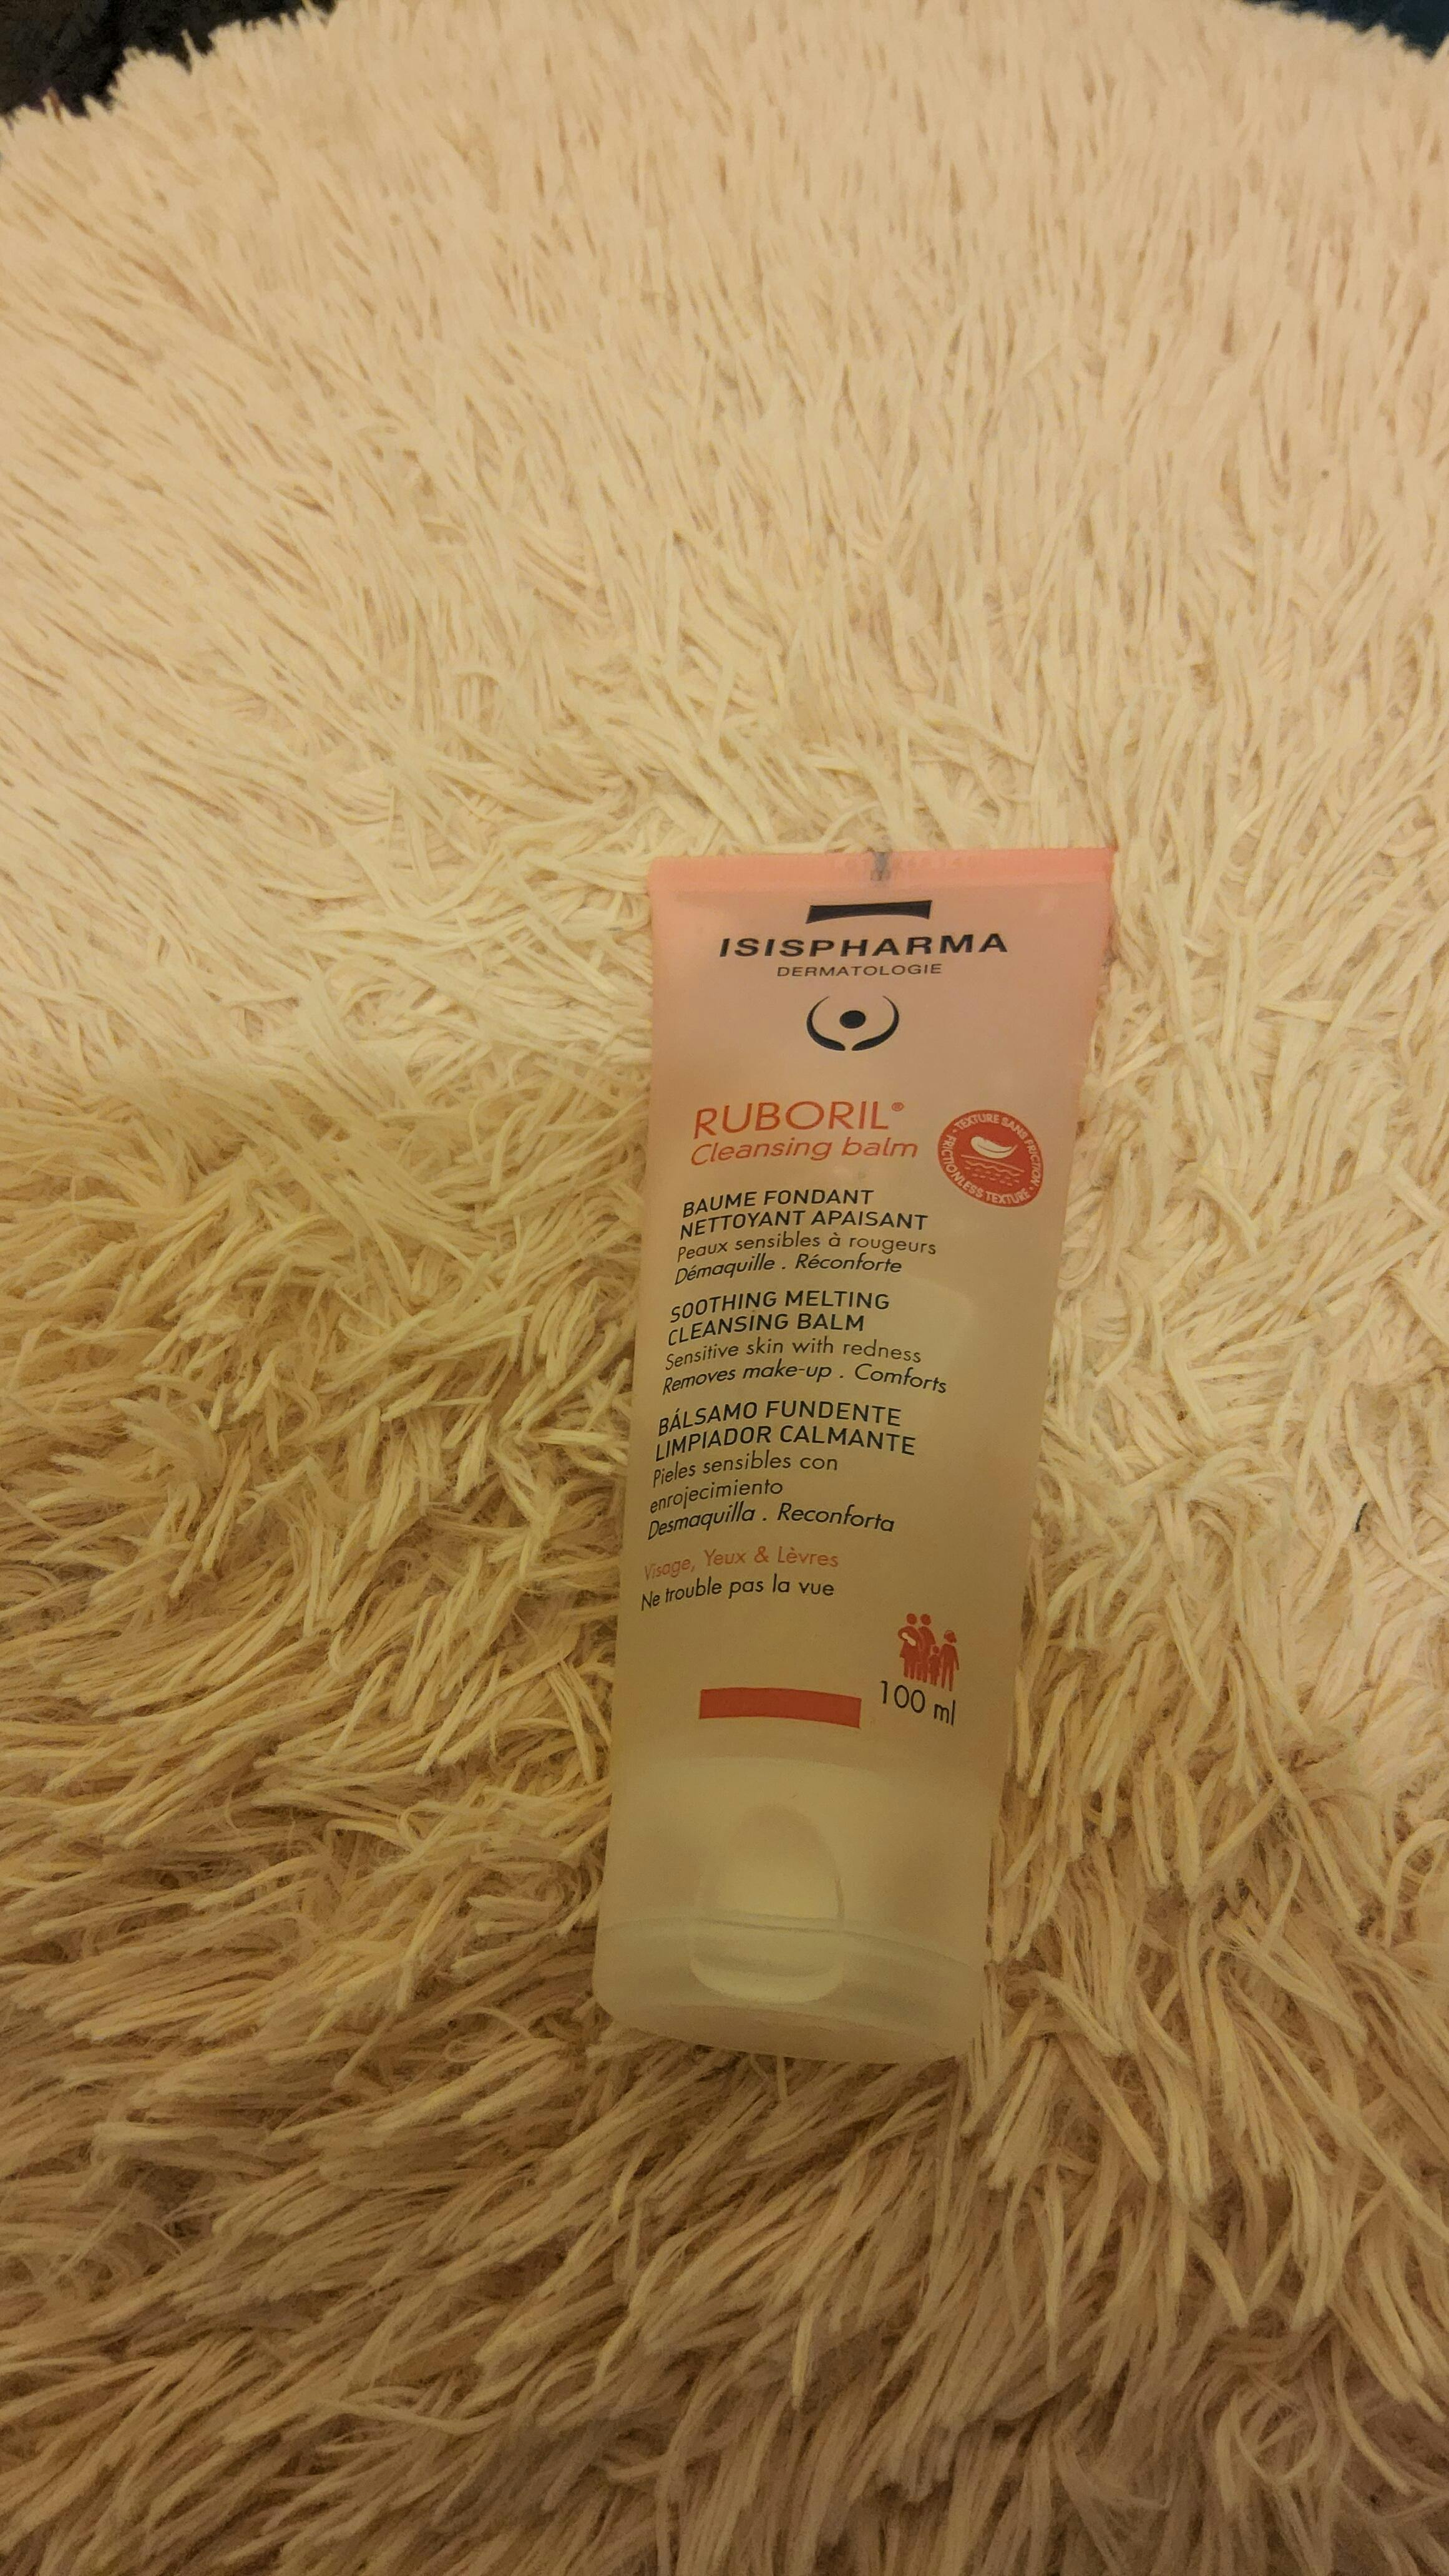 ISISPHARMA
DERMATOLOGIE
RUBORIL®
Cleansing balm
• TEXTURE SANS FRICTION •
FRICTIONLESS TEXTURE
BAUME FONDANT
NETTOYANT APAISANT
Peaux sensibles à rougeurs
Démaquille . Réconforte
SOOTHING MELTING
CLEANSING BALM
Sensitive skin with redness
Removes make-up . Comforts
BÁLSAMO FUNDENTE
LIMPIADOR CALMANTE
Pieles sensibles con
enrojecimiento
Desmaquilla . Reconforta
Visage, Yeux & Lèvres
Ne trouble pas la vue
100 ml